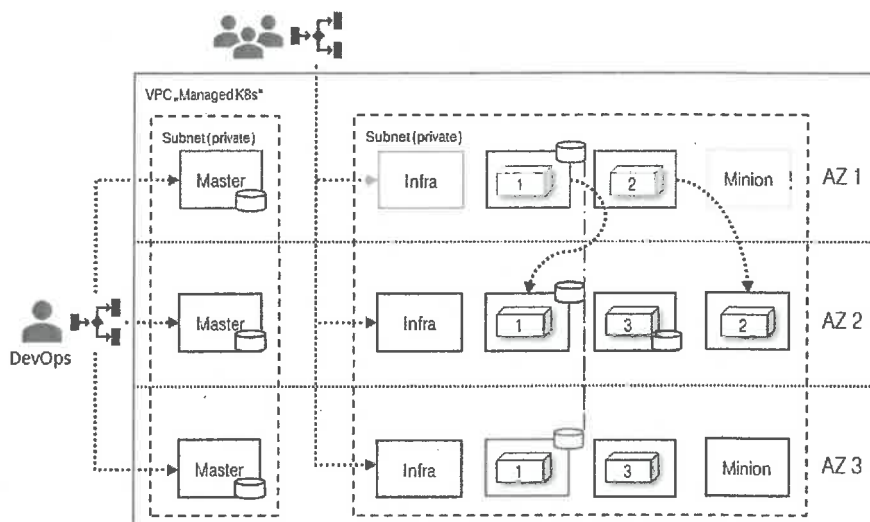 VPC „Managed K8s“
Subnet (private)
Subnet (private)
Master
Infra
1
2
Minion
AZ 1
Master
Infra
1
3
2
AZ 2
DevOps
Master
Infra
1
3
Minion
AZ 3